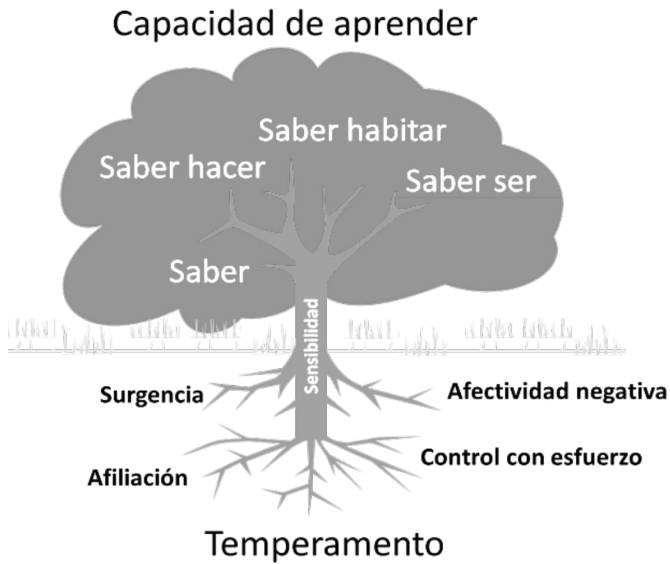 Capacidad de aprender
Saber habitar
Saber hacer
Saber ser
Saber
Sensibilidad
Surgencia
Afectividad negativa
Control con esfuerzo
Afiliación
Temperamento